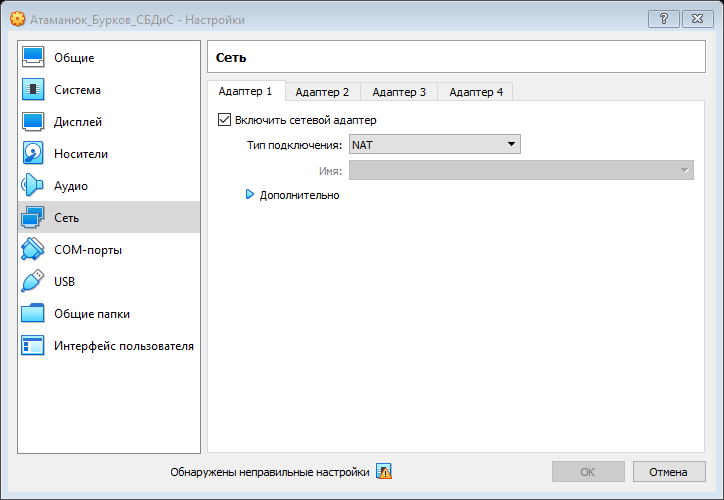 Атаманюк_Бурков_СБДиС - Настройки
Общие
Система
Дисплей
Носители
Аудио
Сеть
COM-порты
USB
Общие папки
Интерфейс пользователя
Сеть
Адаптер 1 Адаптер 2 Адаптер 3 Адаптер 4
Включить сетевой адаптер
Тип подключения: NAT
Имя:
Дополнительно
Обнаружены неправильные настройки
OK Отмена